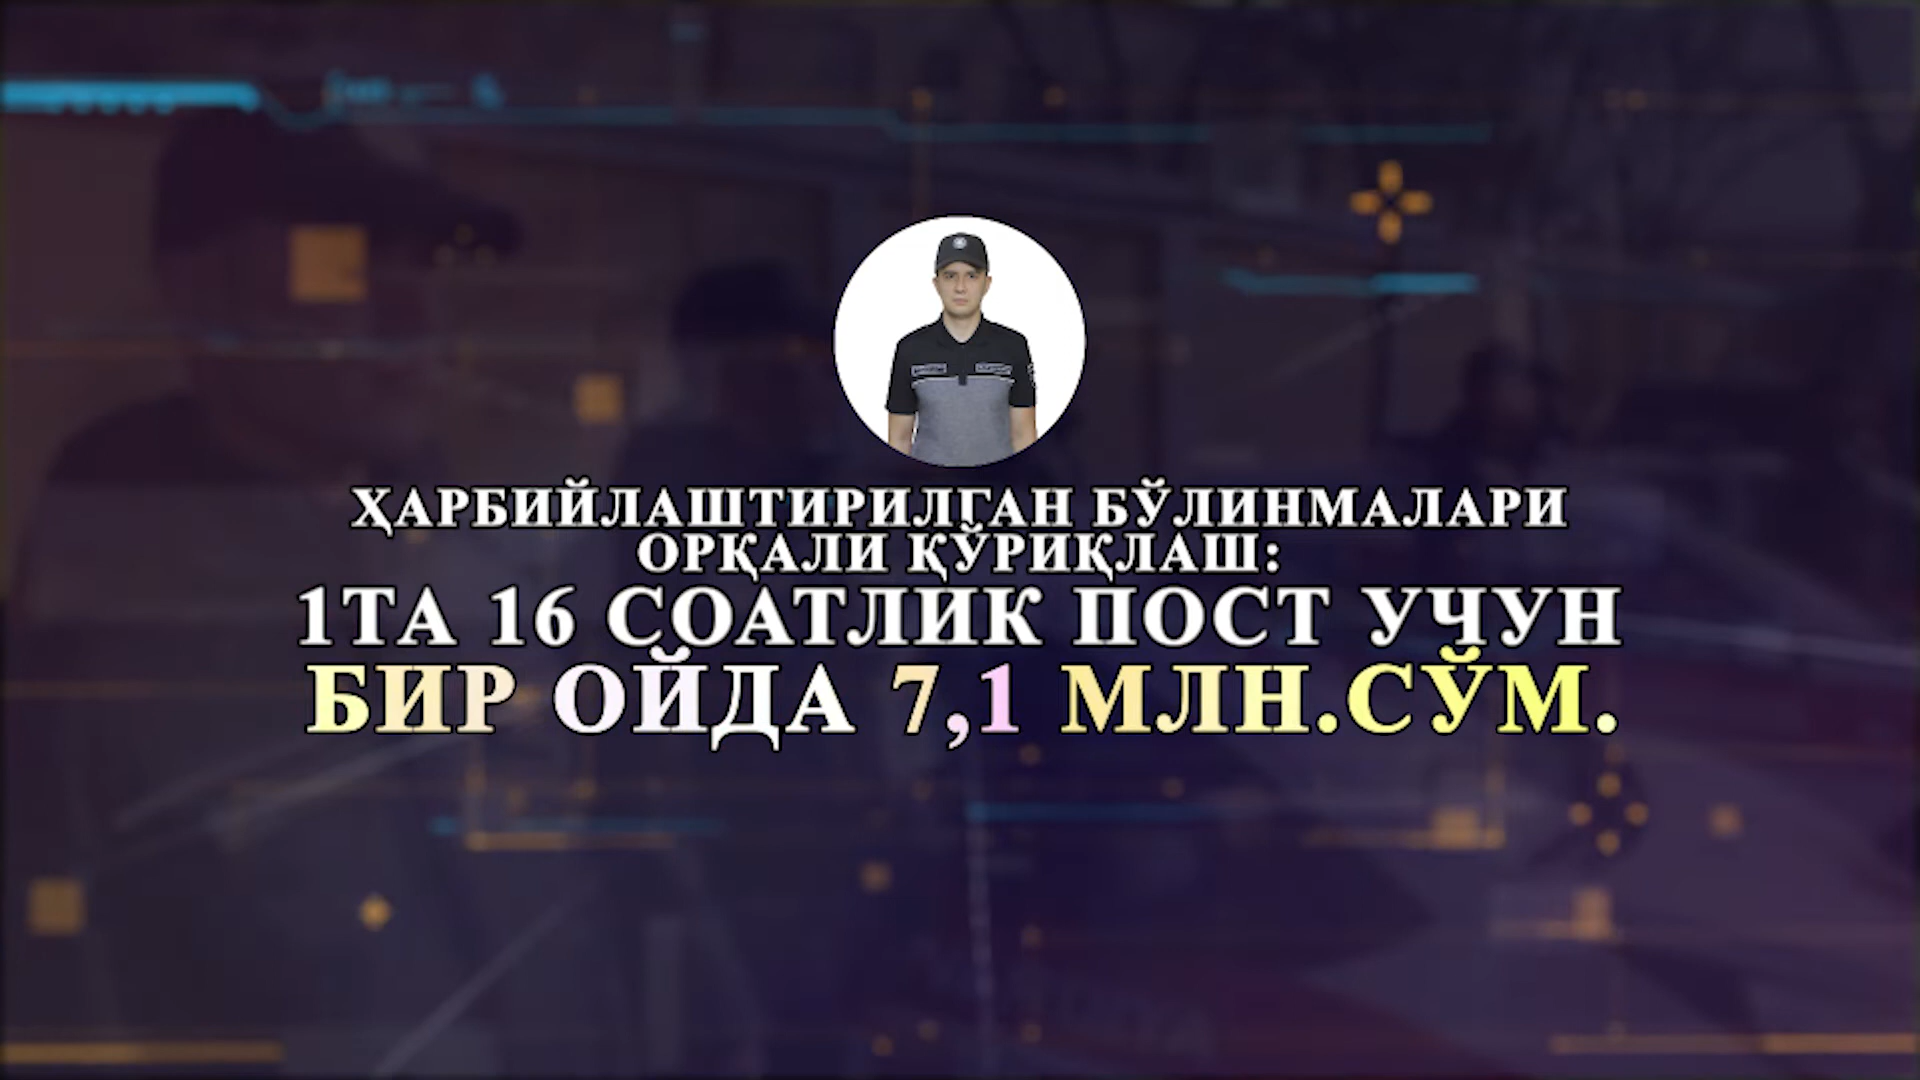 ҲАРБИЙЛАШТИРИЛГАН БЎЛИНМАЛАРИ
ОРҚАЛИ ҚЎРИҚЛАШ:
1ТА 16 СОАТЛИК ПОСТ УЧУН
БИР ОЙДА 7,1 МЛН.СЎМ.